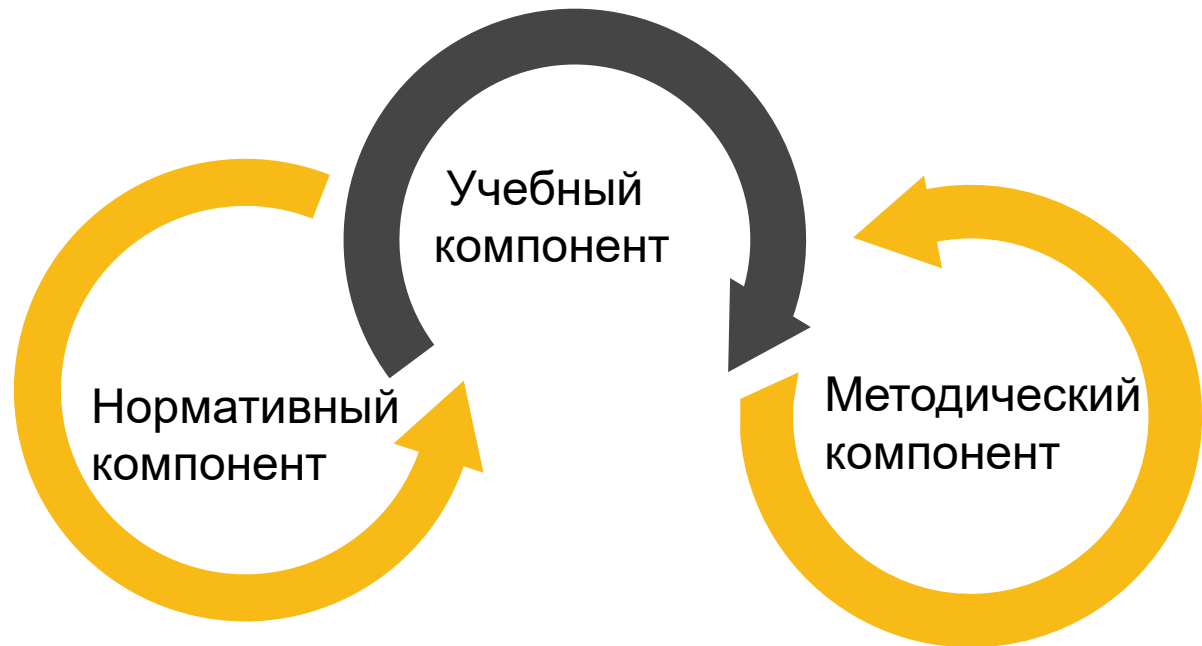 Учебный
компонент
Нормативный
компонент
Методический
компонент